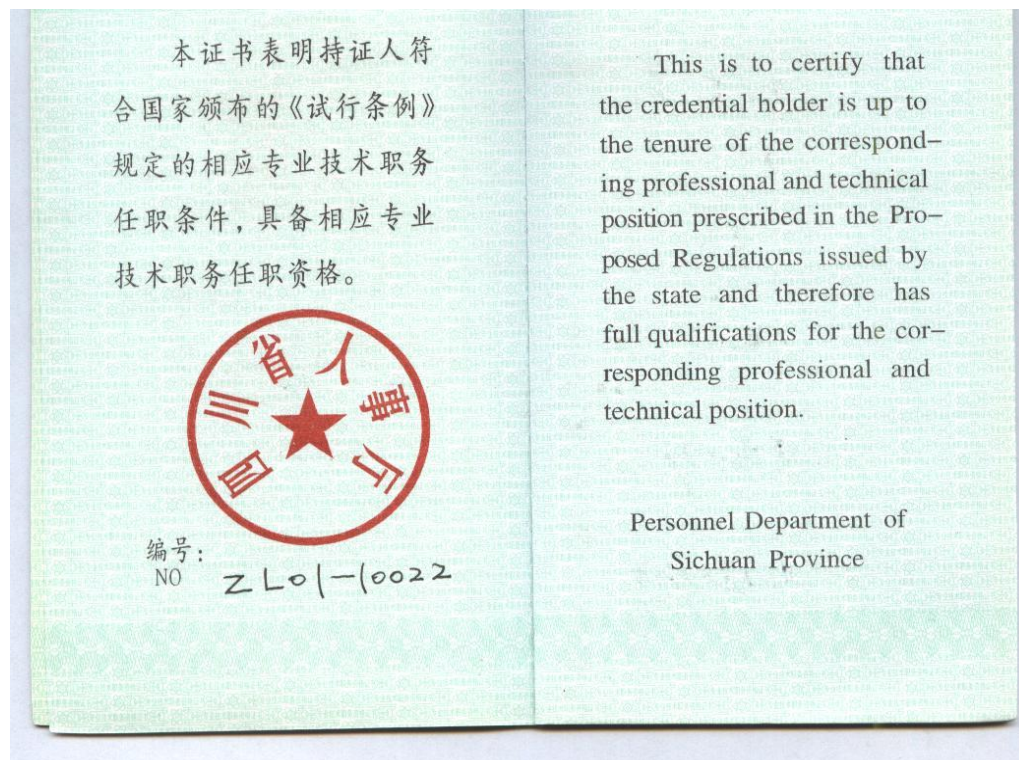 本证书表明持证人符
合国家颁布的《试行条例》
规定的相应专业技术职务
任职条件，具备相应专业
技术职务任职资格。
四川省人事厅
编号：
NO ZL01-10022
This is to certify that
the credential holder is up to
the tenure of the correspond-
ing professional and technical
position prescribed in the Pro-
posed Regulations issued by
the state and therefore has
full qualifications for the cor-
responding professional and
technical position.
Personnel Department of
Sichuan Province